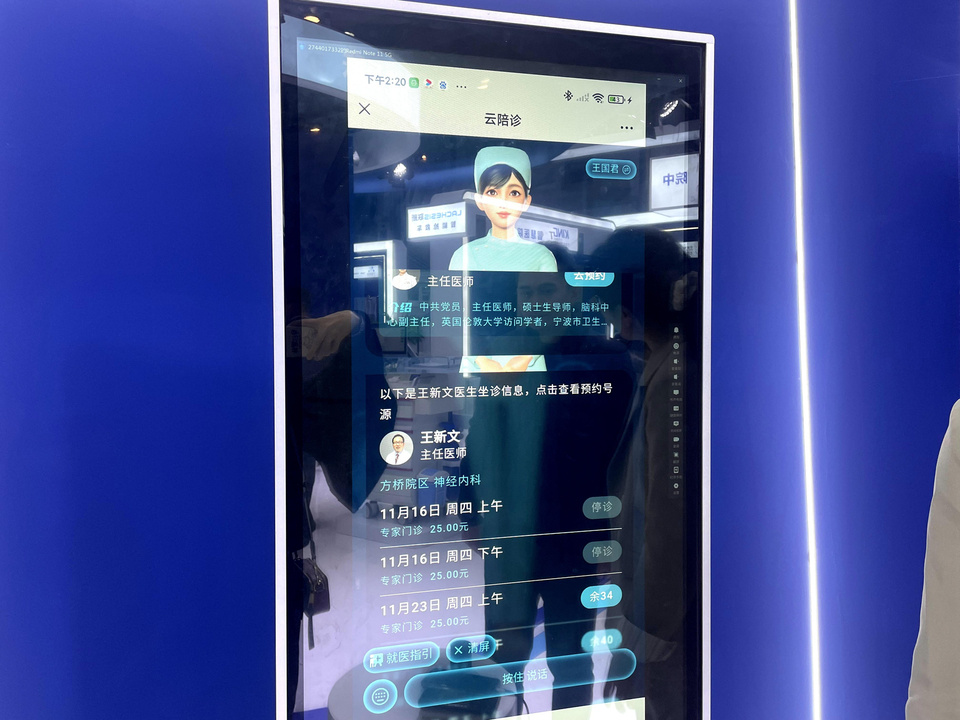 下午2:20
云陪诊
王国君
主任医师
去预约
中共党员，主任医师，硕士生导师，脑科中
心副主任，英国伦敦大学访问学者，宁波市卫生...
以下是王新文医生坐诊信息，点击查看预约号
源
王新文
主任医师
方桥院区 神经内科
11月16日 周四 上午
停诊
专家门诊 25.00元
11月16日 周四 下午
停诊
专家门诊 25.00元
11月23日 周四 上午
余34
专家门诊 25.00元
余40
就医指引
清屏
按住 说话